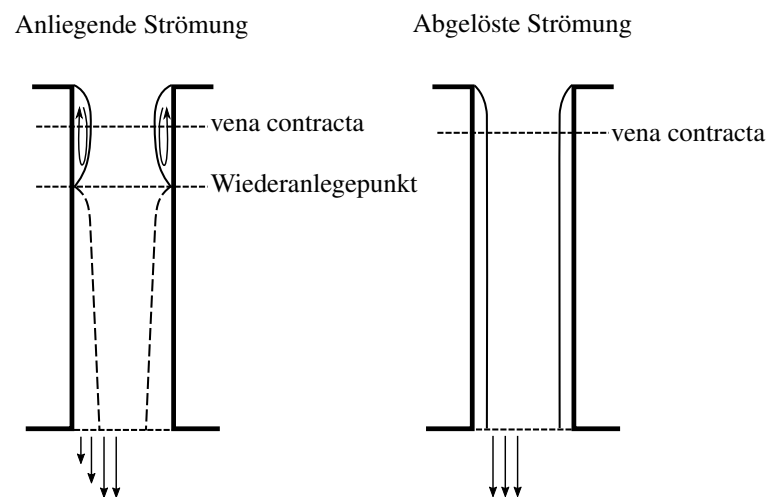 Anliegende Strömung
Abgelöste Strömung
vena contracta
vena contracta
Wiederanlegepunkt